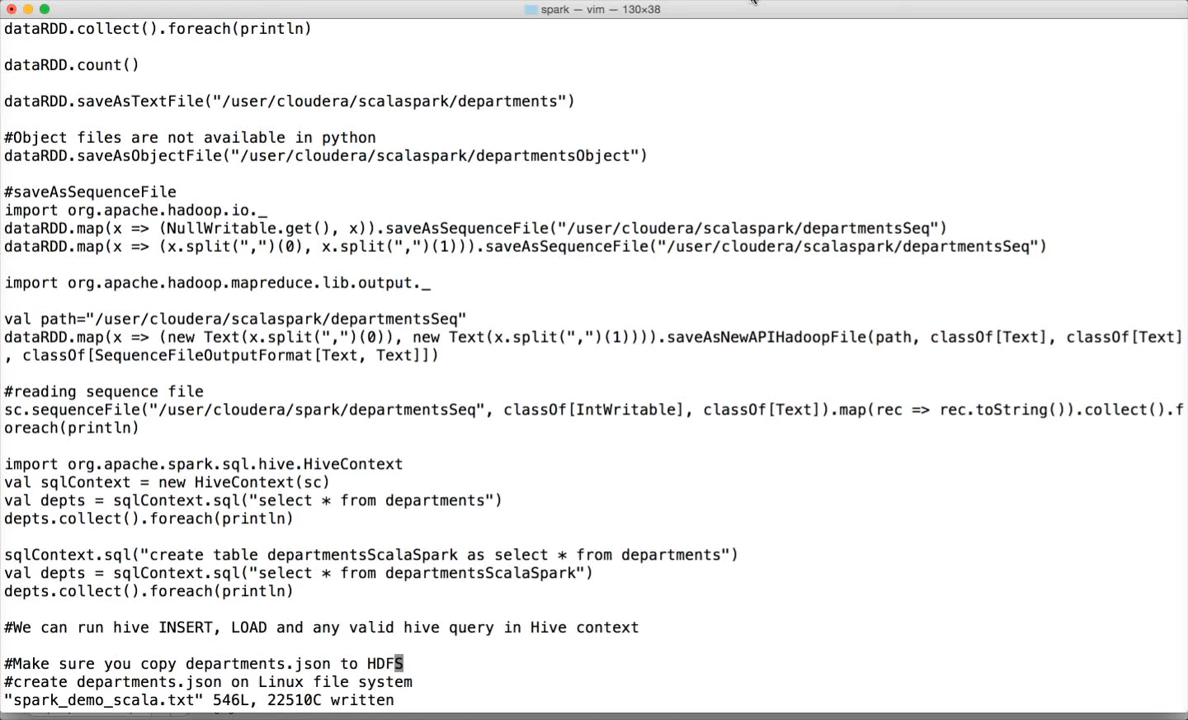 spark — vim — 130×38
dataRDD.collect().foreach(println)
dataRDD.count()
dataRDD.saveAsTextFile("/user/cloudera/scalaspark/departments")
#Object files are not available in python
dataRDD.saveAsObjectFile("/user/cloudera/scalaspark/departmentsObject")
#saveAsSequenceFile
import org.apache.hadoop.io._
dataRDD.map(x => (NullWritable.get(), x)).saveAsSequenceFile("/user/cloudera/scalaspark/departmentsSeq")
dataRDD.map(x => (x.split(",")(0), x.split(",")(1))).saveAsSequenceFile("/user/cloudera/scalaspark/departmentsSeq")
import org.apache.hadoop.mapreduce.lib.output._
val path="/user/cloudera/scalaspark/departmentsSeq"
dataRDD.map(x => (new Text(x.split(",")(0)), new Text(x.split(",")(1)))).saveAsNewAPIHadoopFile(path, classOf[Text], classOf[Text]
, classOf[SequenceFileOutputFormat[Text, Text]])
#reading sequence file
sc.sequenceFile("/user/cloudera/spark/departmentsSeq", classOf[IntWritable], classOf[Text]).map(rec => rec.toString()).collect().f
oreach(println)
import org.apache.spark.sql.hive.HiveContext
val sqlContext = new HiveContext(sc)
val depts = sqlContext.sql("select * from departments")
depts.collect().foreach(println)
sqlContext.sql("create table departmentsScalaSpark as select * from departments")
val depts = sqlContext.sql("select * from departmentsScalaSpark")
depts.collect().foreach(println)
#We can run hive INSERT, LOAD and any valid hive query in Hive context
#Make sure you copy departments.json to HDFS
#create departments.json on Linux file system
"spark_demo_scala.txt" 546L, 22510C written